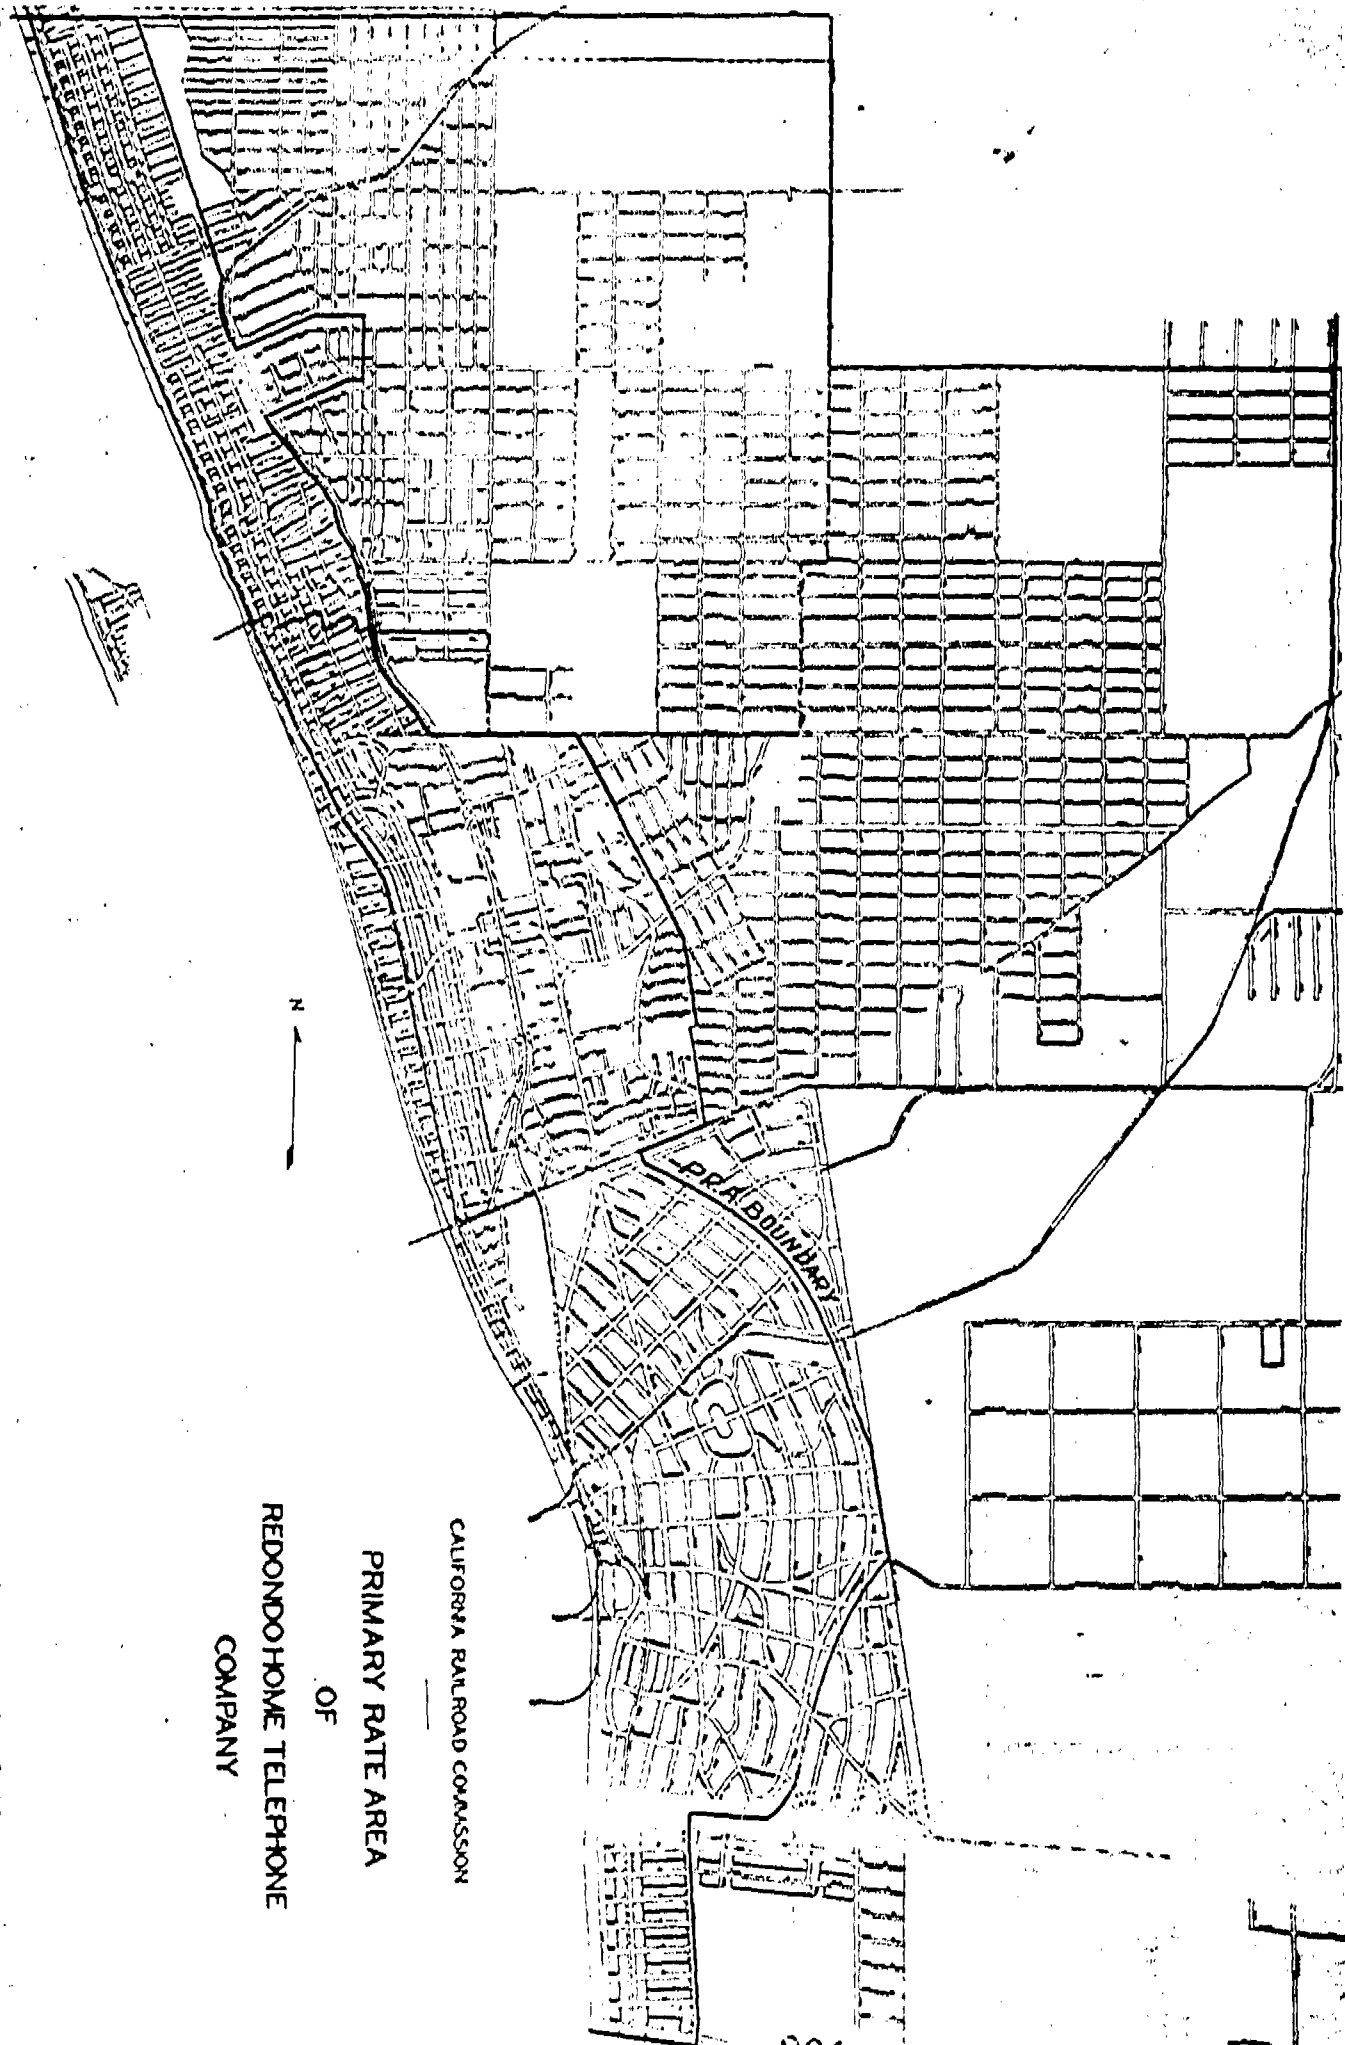 CALIFORNIA RAILROAD COMMISSION
PRIMARY RATE AREA
OF
REDONDO HOME TELEPHONE
COMPANY
P.R.A. BOUNDARY
N